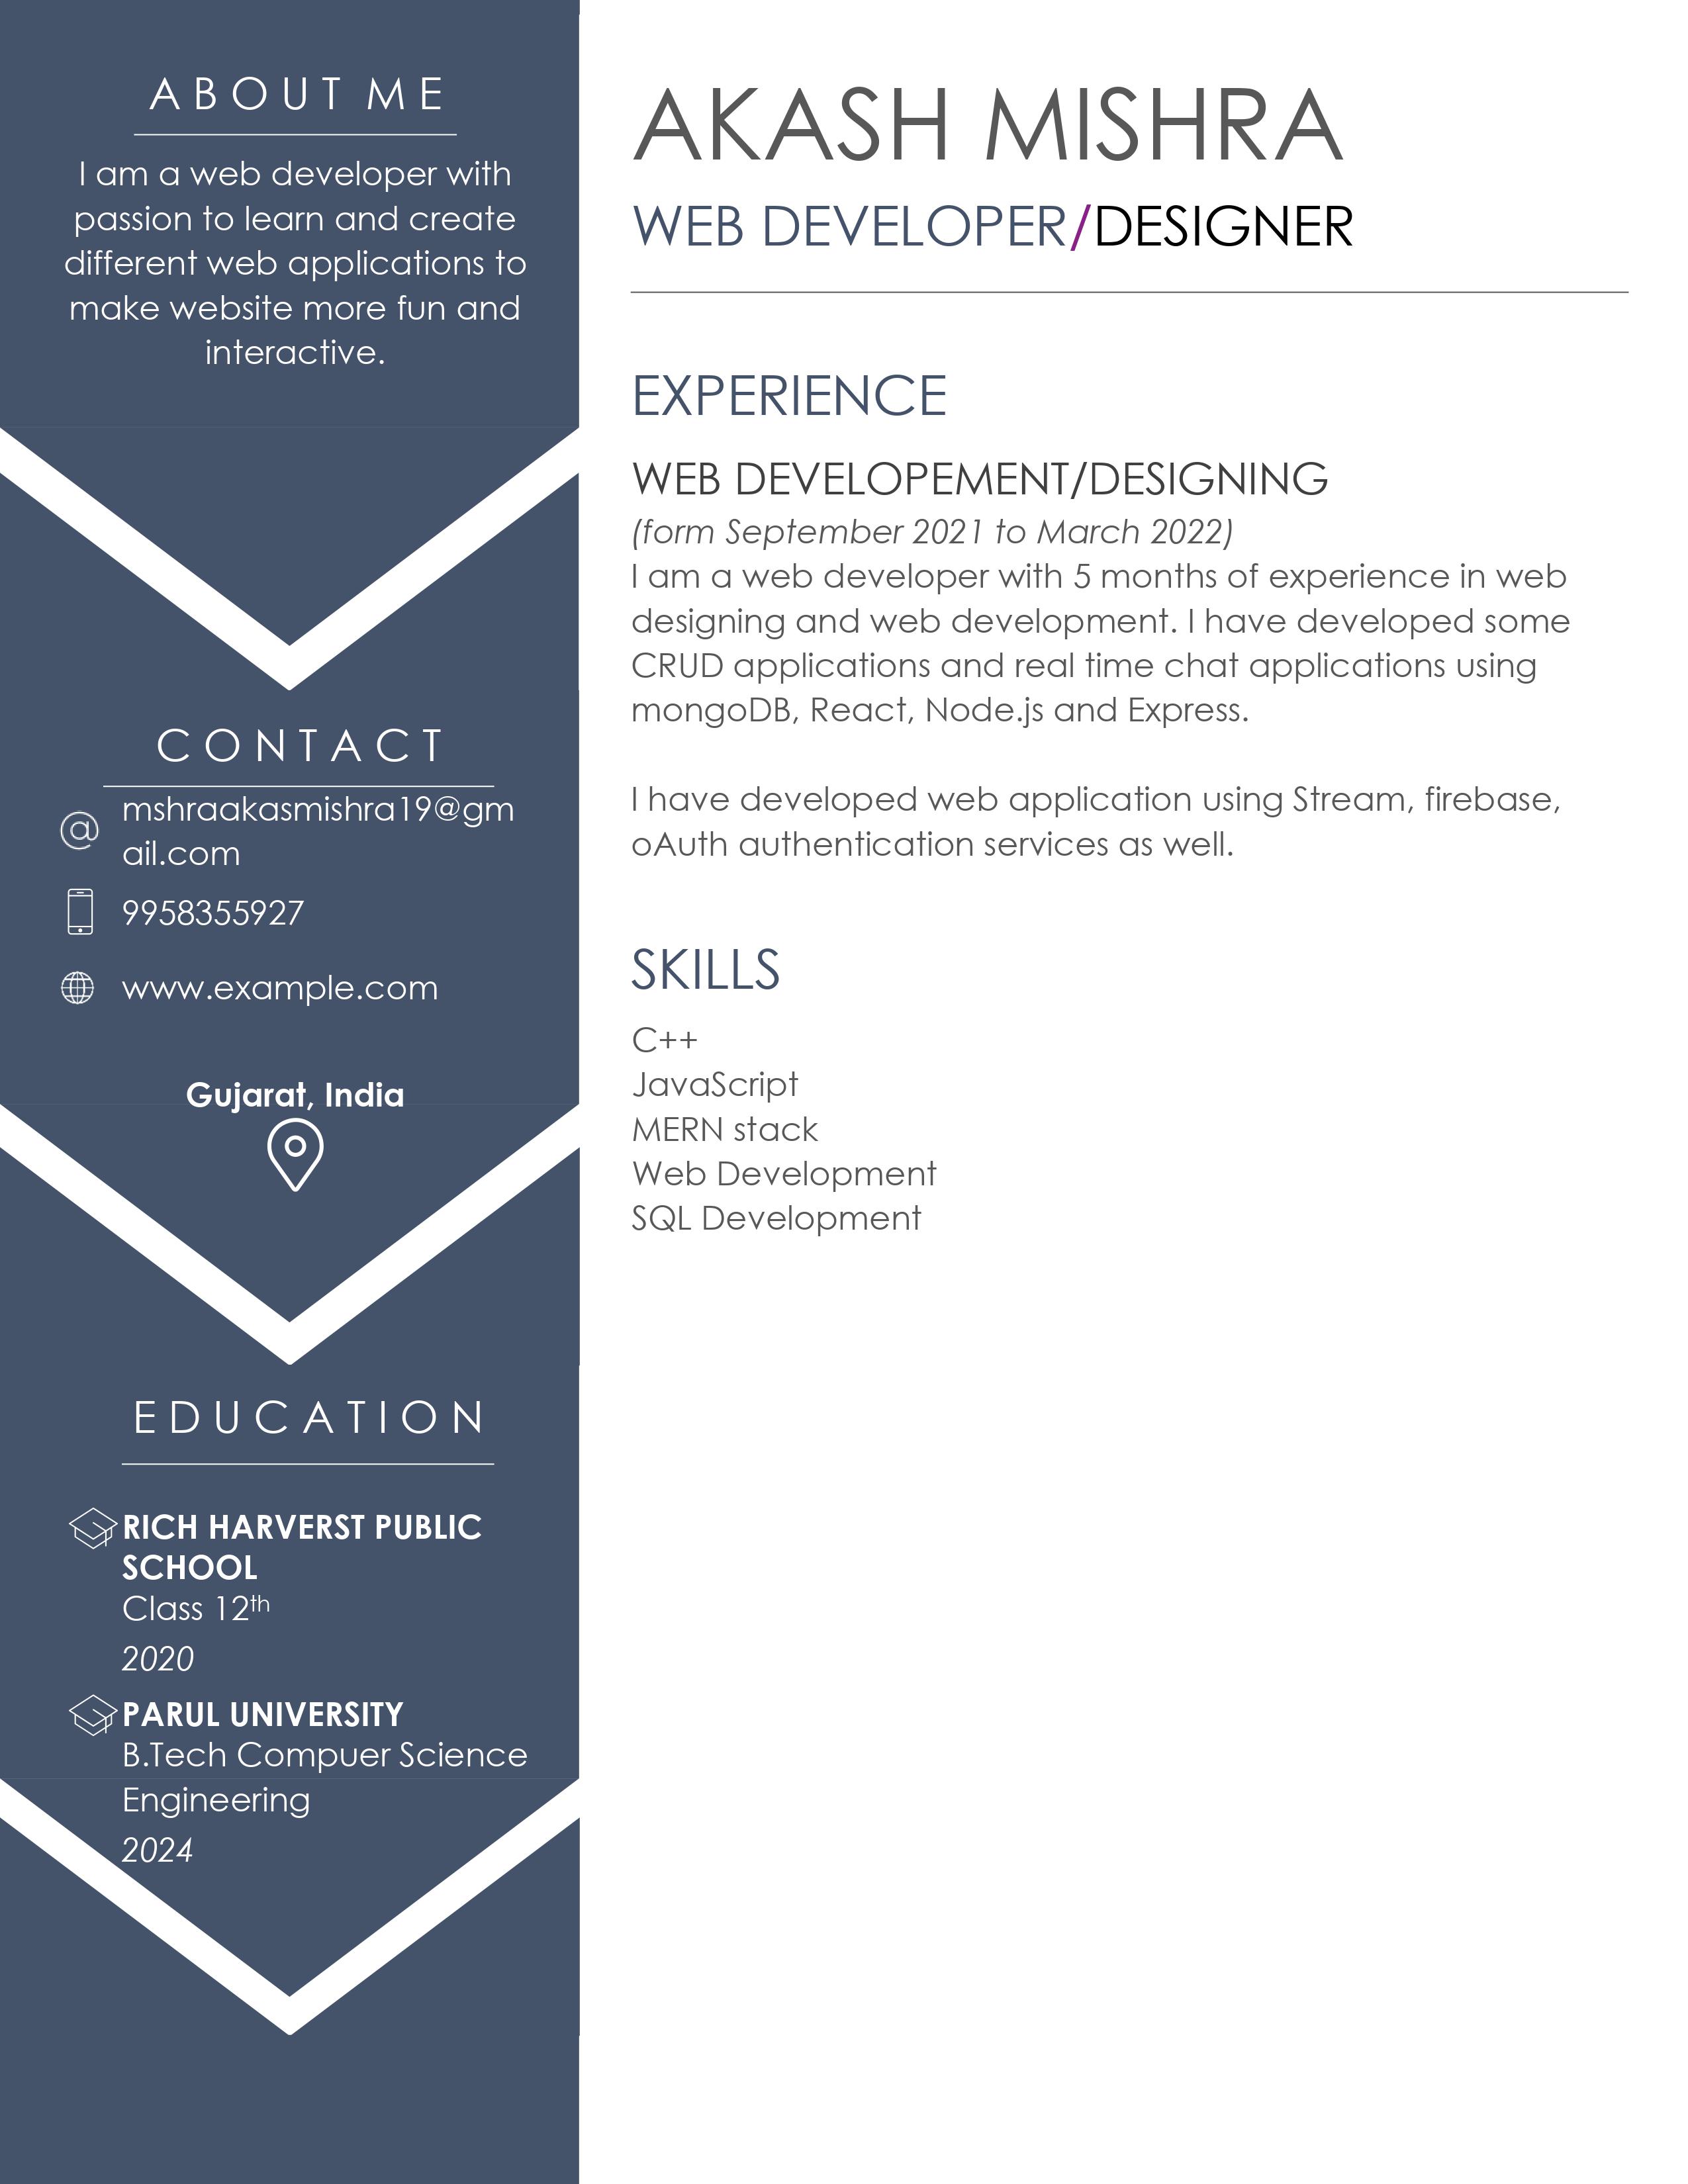 ABOUT ME
I am a web developer with
passion to learn and create
different web applications to
make website more fun and
interactive.
CONTACT
mshraakasmishra19@gm
ail.com
9958355927
www.example.com
Gujarat, India
EDUCATION
RICH HARVERST PUBLIC
SCHOOL
Class 12th
2020
PARUL UNIVERSITY
B.Tech Compuer Science
Engineering
2024
AKASH MISHRA
WEB DEVELOPER/DESIGNER
EXPERIENCE
WEB DEVELOPEMENT/DESIGNING
(form September 2021 to March 2022)
I am a web developer with 5 months of experience in web
designing and web development. I have developed some
CRUD applications and real time chat applications using
mongoDB, React, Node.js and Express.
I have developed web application using Stream, firebase,
oAuth authentication services as well.
SKILLS
C++
JavaScript
MERN stack
Web Development
SQL Development